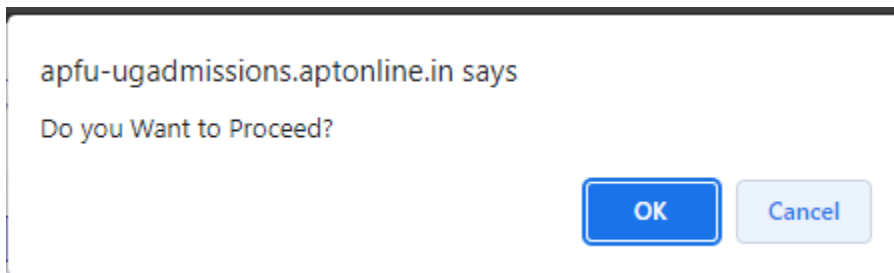 apfu-ugadmissions.aptonline.in says
Do you Want to Proceed?
OK Cancel